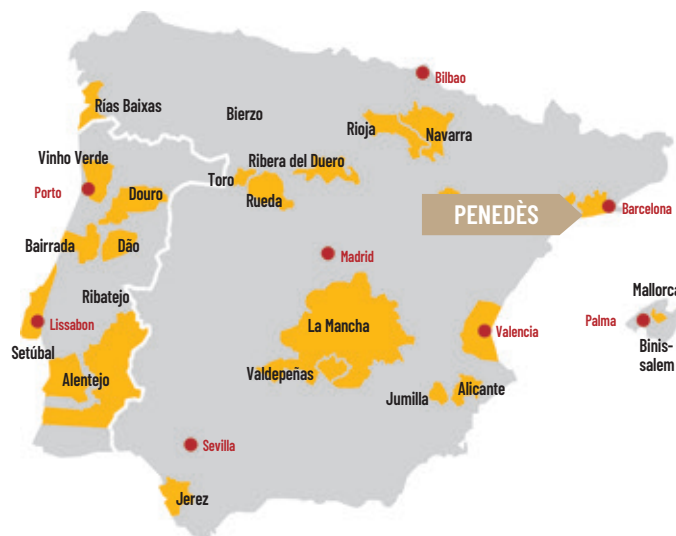 Bilbao
Rías Baixas
Bierzo
Rioja
Navarra
Vinho Verde
Ribera del Duero
Toro
Porto
Douro
Rueda
PENEDÈS
Barcelona
Bairrada
Dão
Madrid
Ribatejo
Mallorca
Lissabon
La Mancha
Valencia
Palma
Setúbal
Binis-
salem
Alentejo
Valdepeñas
Jumilla
Alicante
Sevilla
Jerez